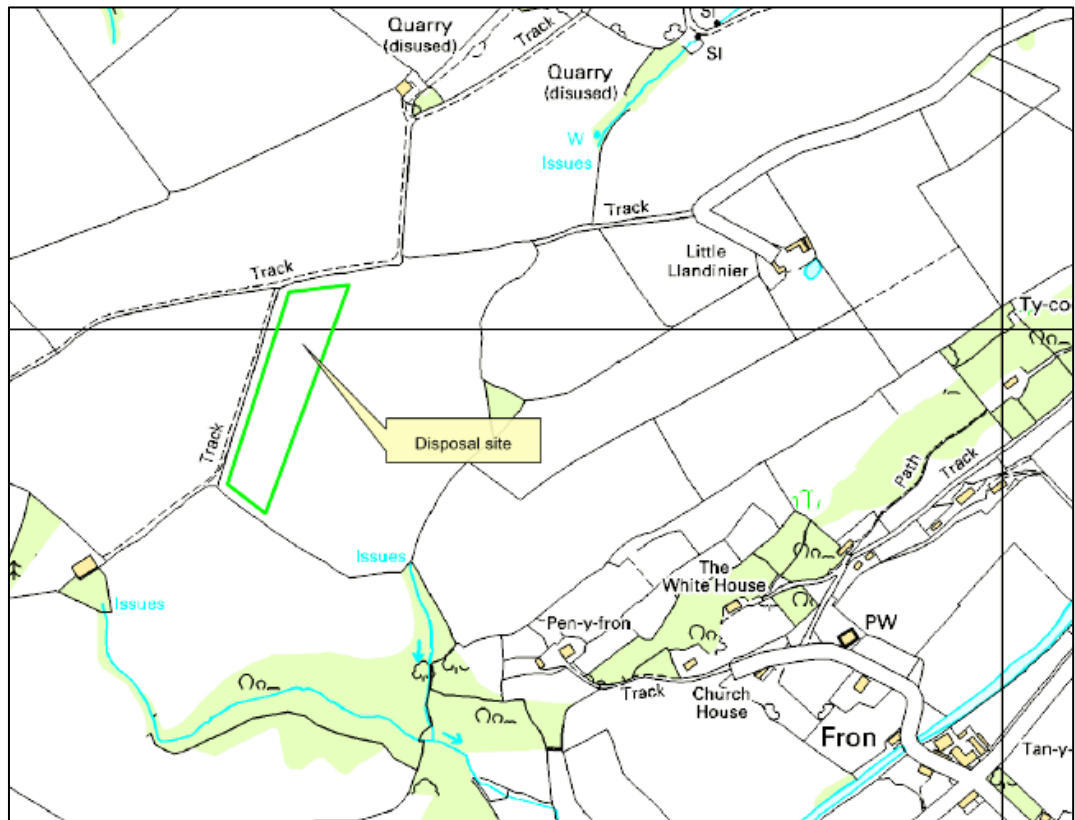 Quarry
(disused)
Track
SI
SI
Quarry
(disused)
W
Issues
Track
Little
Llandinier
Track
Ty-co
Disposal site
Track
Path
Track
Issues
Issues
The
White House
Pen-y-fron
PW
Track
Church
House
Fron
Tan-y-